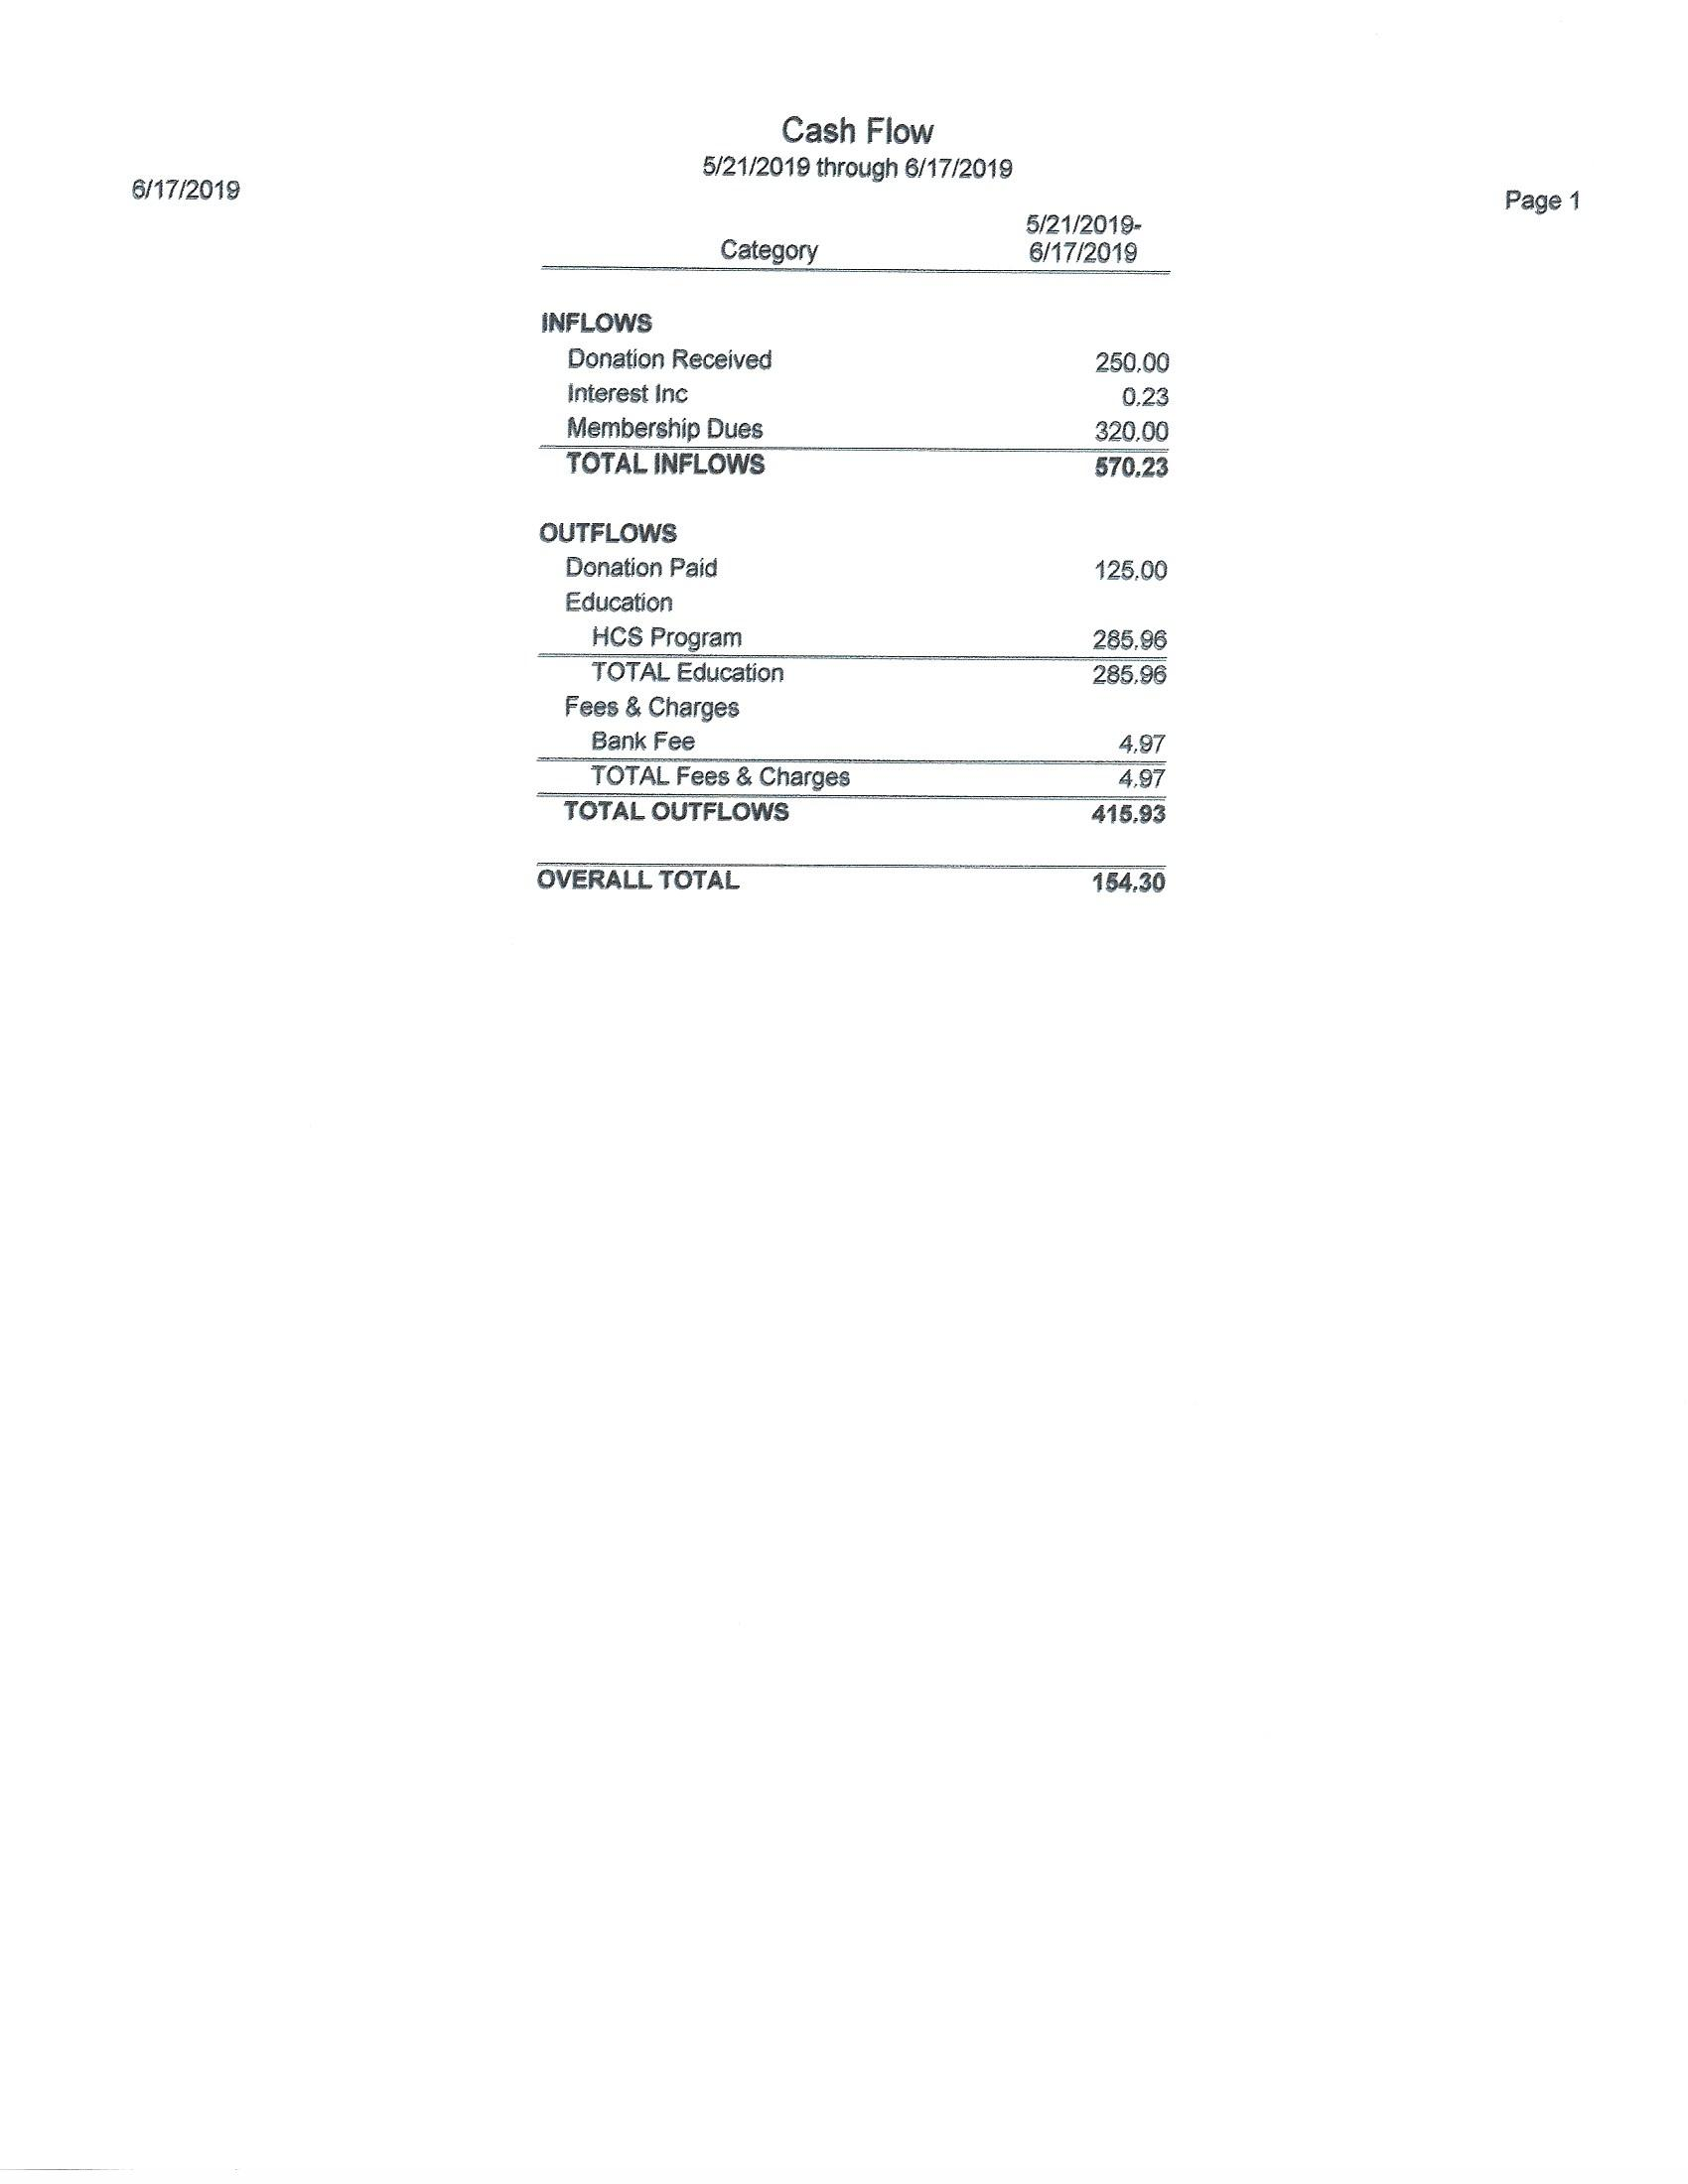 Cash Flow
5/21/2019 through 6/17/2019
6/17/2019
Page 1
5/21/2019-
Category 6/17/2019
INFLOWS
Donation Received 250.00
Interest Inc 0.23
Membership Dues 320.00
TOTAL INFLOWS 570.23
OUTFLOWS
Donation Paid 125.00
Education
HCS Program 285.96
TOTAL Education 285.96
Fees & Charges
Bank Fee 4.97
TOTAL Fees & Charges 4.97
TOTAL OUTFLOWS 415.93
OVERALL TOTAL 154.30